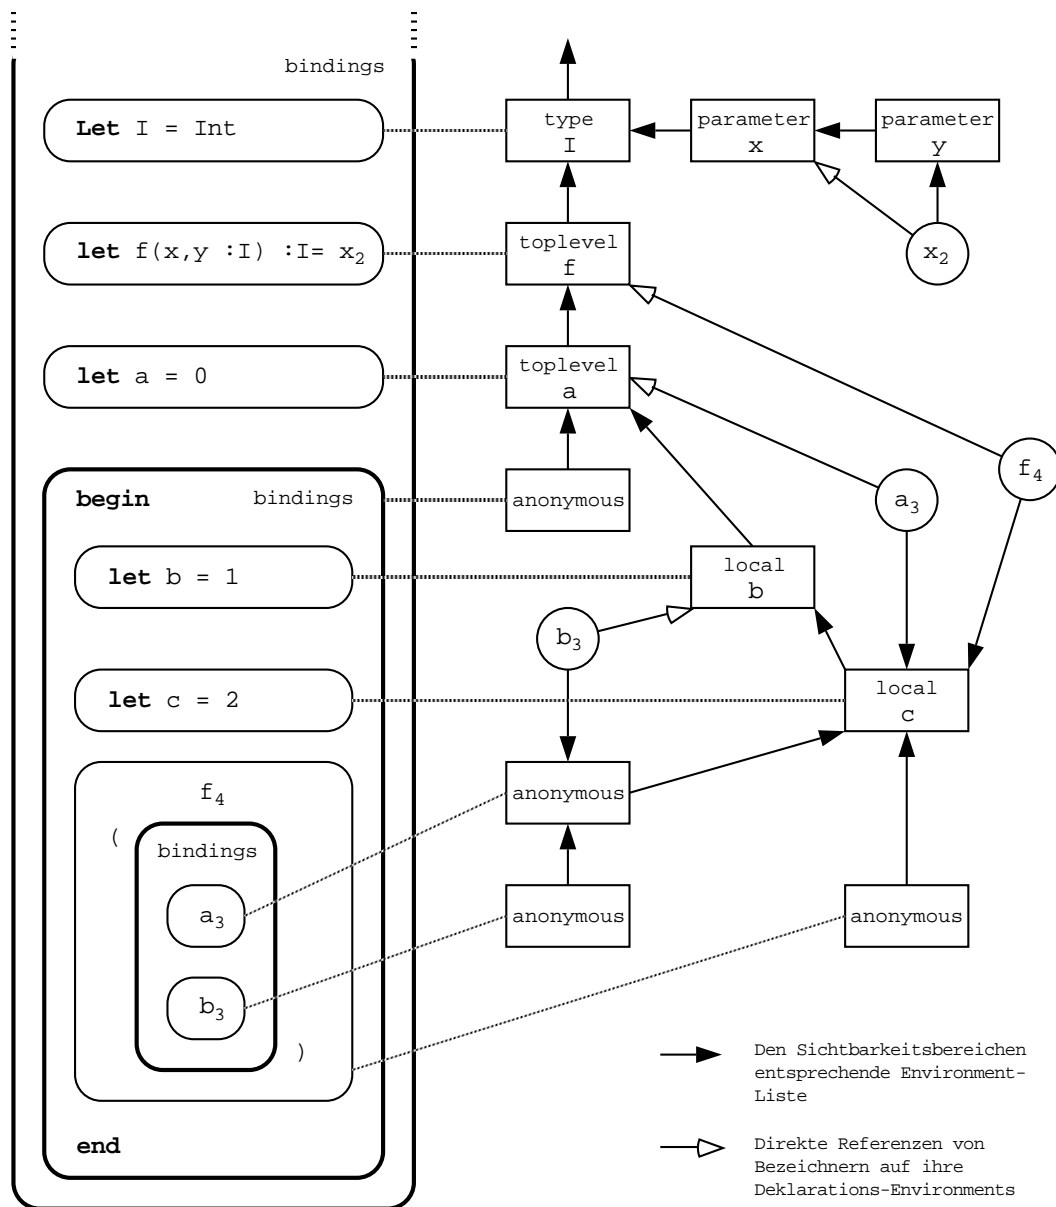 bindings
Let I = Int
type
I
parameter
x
parameter
y
let f(x,y :I) :I= x₂
toplevel
f
x₂
let a = 0
toplevel
a
begin
bindings
anonymous
a₃
f₄
let b = 1
local
b
b₃
let c = 2
local
c
f₄
anonymous
(
bindings
a₃
anonymous
anonymous
b₃
)
Den Sichtbarkeitsbereichen
entsprechende Environment-
Liste
end
Direkte Referenzen von
Bezeichnern auf ihre
Deklarations-Environments